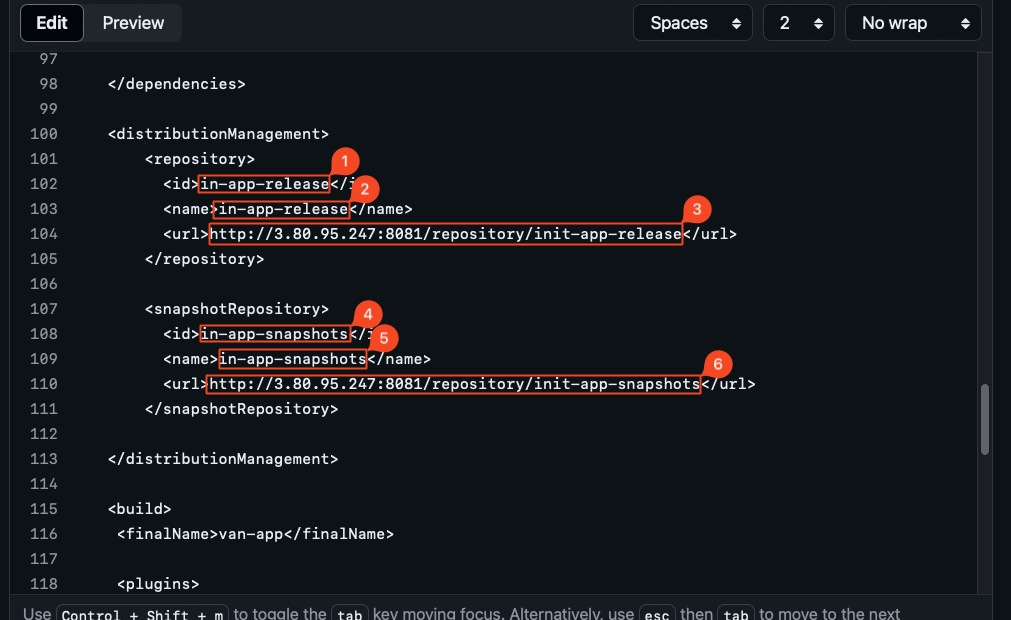 Edit Preview Spaces 2 No wrap
97
98 </dependencies>
99
100 <distributionManagement>
101 <repository>
1
102 <id>in-app-release</i
2
103 <name>in-app-release</name>
3
104 <url>http://3.80.95.247:8081/repository/init-app-release</url>
105 </repository>
106
107 <snapshotRepository>
4
108 <id>in-app-snapshots</i
5
109 <name>in-app-snapshots</name>
6
110 <url>http://3.80.95.247:8081/repository/init-app-snapshots</url>
111 </snapshotRepository>
112
113 </distributionManagement>
114
115 <build>
116 <finalName>van-app</finalName>
117
118 <plugins>
Use Control + Shift + m to toggle the tab key moving focus. Alternatively, use esc then tab to move to the next